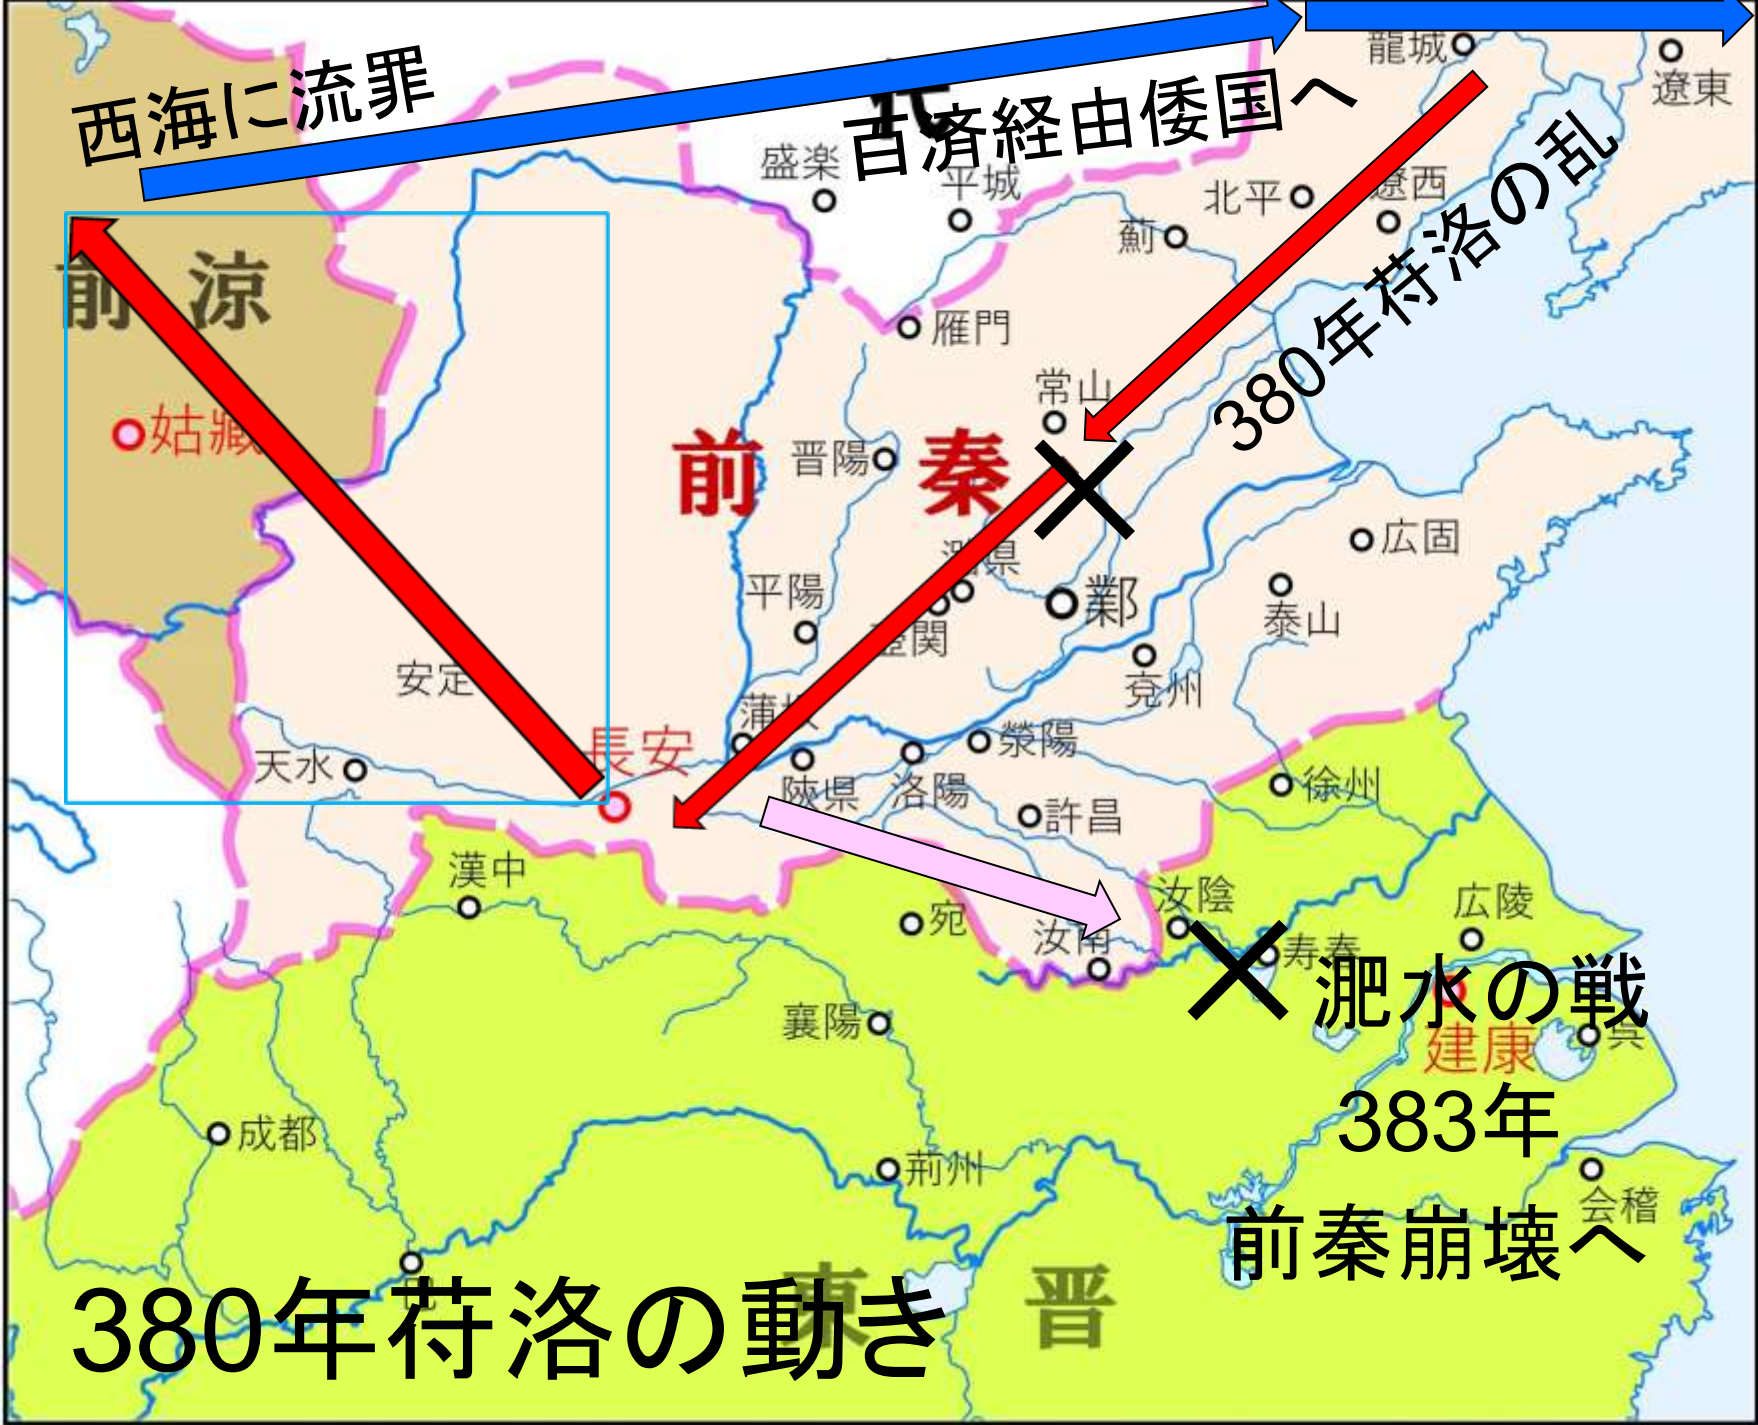 龍城
遼東
西海に流罪
代
百済経由倭国へ
盛楽
平城
北平
遼西
薊
380年苻洛の乱
前涼
雁門
常山
姑臧
前秦
晋陽
広固
平陽
壺関
鄴
泰山
安定
兗州
蒲坂
長安
滎陽
天水
陝県
洛陽
徐州
許昌
漢中
汝陰
広陵
宛
汝南
寿春
淝水の戦
襄陽
呉
建康
383年
成都
荊州
会稽
前秦崩壊へ
東晋
380年苻洛の動き